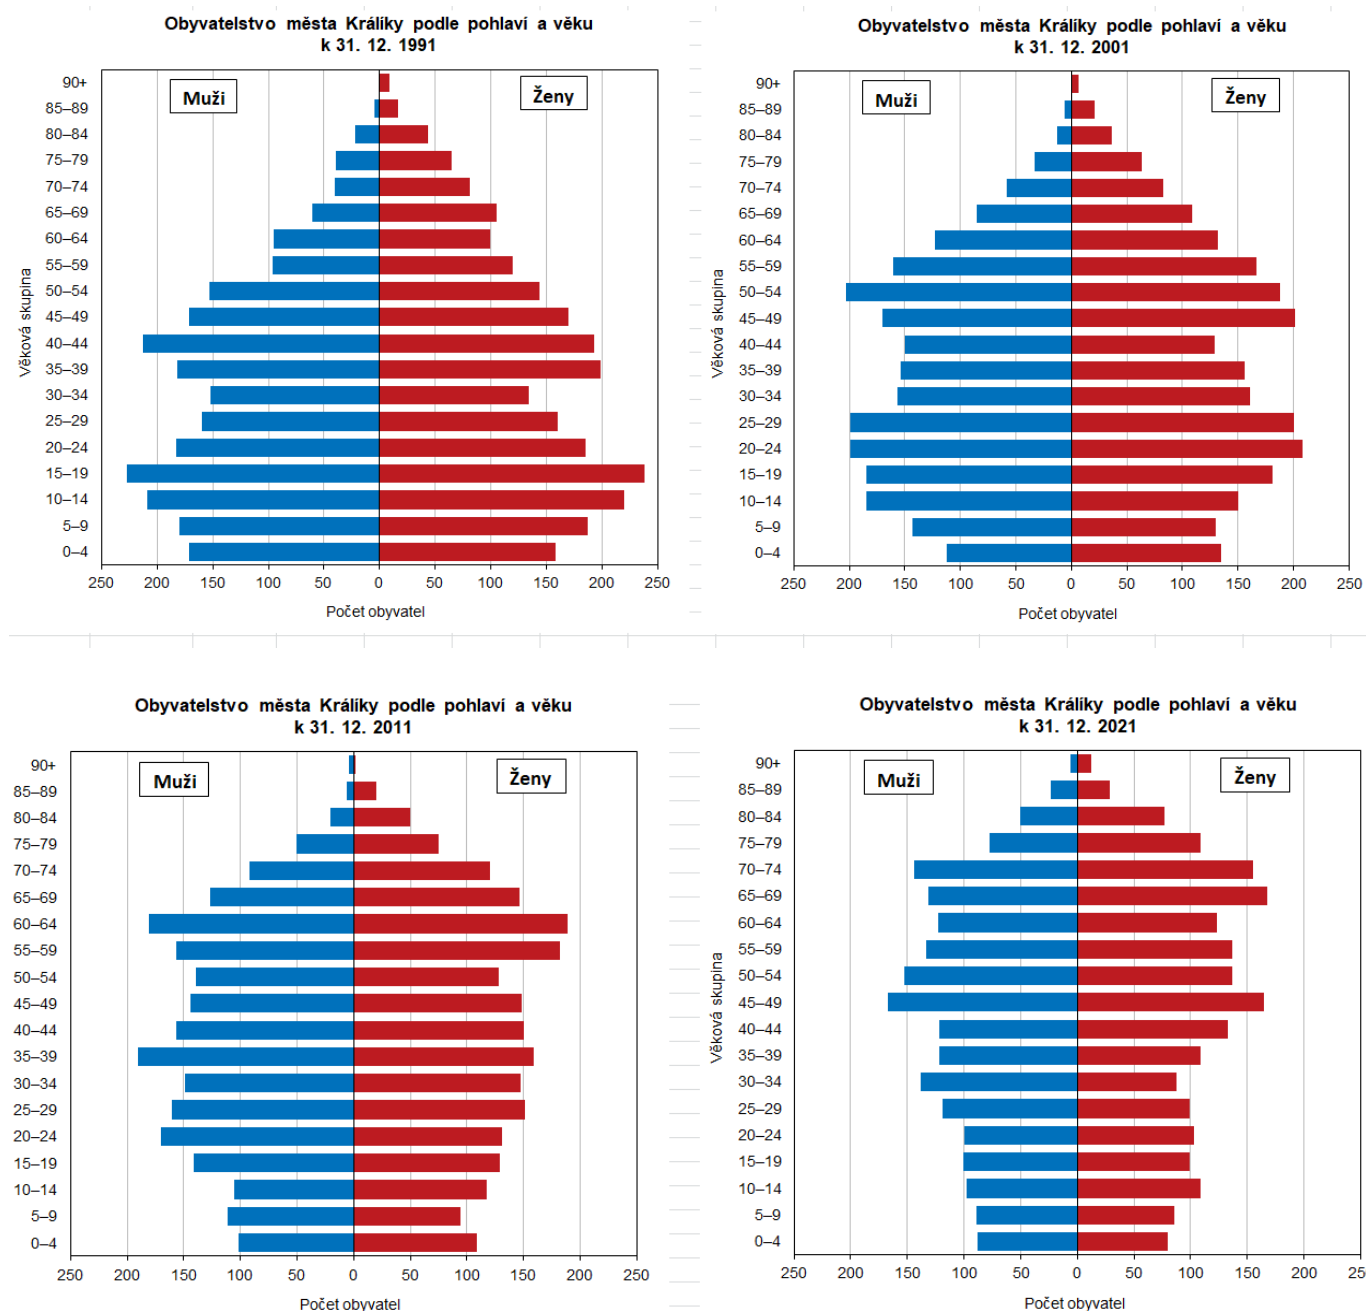 Obyvatelstvo města Králíky podle pohlaví a věku
k 31. 12. 1991
Muži
Ženy
Věková skupina
90+
85–89
80–84
75–79
70–74
65–69
60–64
55–59
50–54
45–49
40–44
35–39
30–34
25–29
20–24
15–19
10–14
5–9
0–4
250 200 150 100 50 0 50 100 150 200 250
Počet obyvatel
Obyvatelstvo města Králíky podle pohlaví a věku
k 31. 12. 2001
Muži
Ženy
Věková skupina
90+
85–89
80–84
75–79
70–74
65–69
60–64
55–59
50–54
45–49
40–44
35–39
30–34
25–29
20–24
15–19
10–14
5–9
0–4
250 200 150 100 50 0 50 100 150 200 250
Počet obyvatel
Obyvatelstvo města Králíky podle pohlaví a věku
k 31. 12. 2011
Muži
Ženy
90+
85–89
80–84
75–79
70–74
65–69
60–64
55–59
50–54
45–49
40–44
35–39
30–34
25–29
20–24
15–19
10–14
5–9
0–4
250 200 150 100 50 0 50 100 150 200 250
Počet obyvatel
Obyvatelstvo města Králíky podle pohlaví a věku
k 31. 12. 2021
Muži
Ženy
Věková skupina
90+
85–89
80–84
75–79
70–74
65–69
60–64
55–59
50–54
45–49
40–44
35–39
30–34
25–29
20–24
15–19
10–14
5–9
0–4
250 200 150 100 50 0 50 100 150 200 250
Počet obyvatel